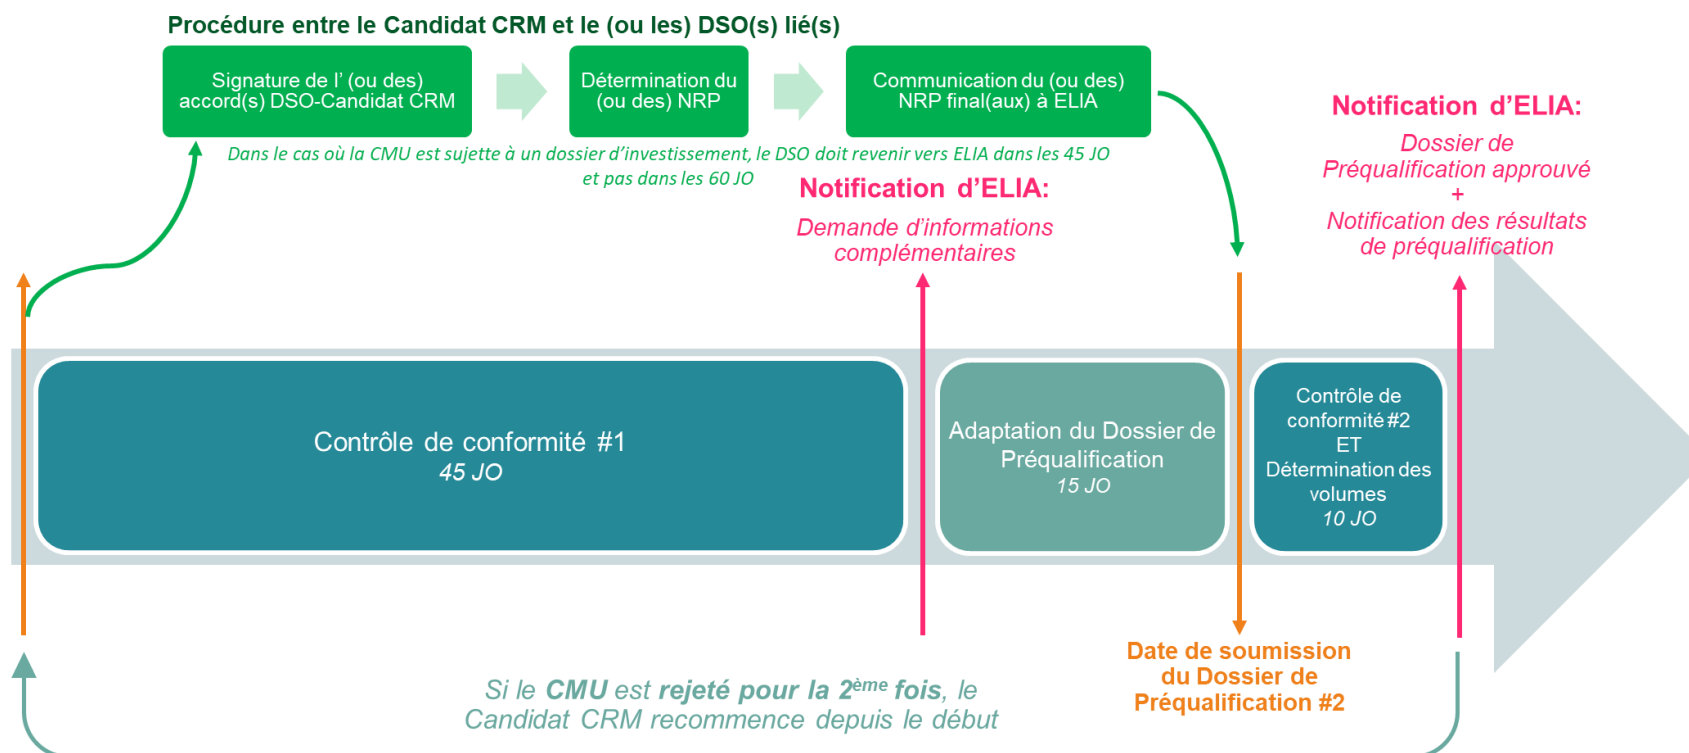 Procédure entre le Candidat CRM et le (ou les) DSO(s) lié(s)
Signature de l’ (ou des)
accord(s) DSO-Candidat CRM
Détermination du
(ou des) NRP
Communication du (ou des)
NRP final(aux) à ELIA
Dans le cas où la CMU est sujette à un dossier d’investissement, le DSO doit revenir vers ELIA dans les 45 JO
et pas dans les 60 JO
Notification d’ELIA:
Demande d’informations
complémentaires
Notification d’ELIA:
Dossier de
Préqualification approuvé
+
Notification des résultats
de préqualification
Contrôle de conformité #1
45 JO
Adaptation du Dossier de
Préqualification
15 JO
Contrôle de
conformité #2
ET
Détermination des
volumes
10 JO
Date de soumission
du Dossier de
Préqualification #2
Si le CMU est rejeté pour la 2ème fois, le
Candidat CRM recommence depuis le début